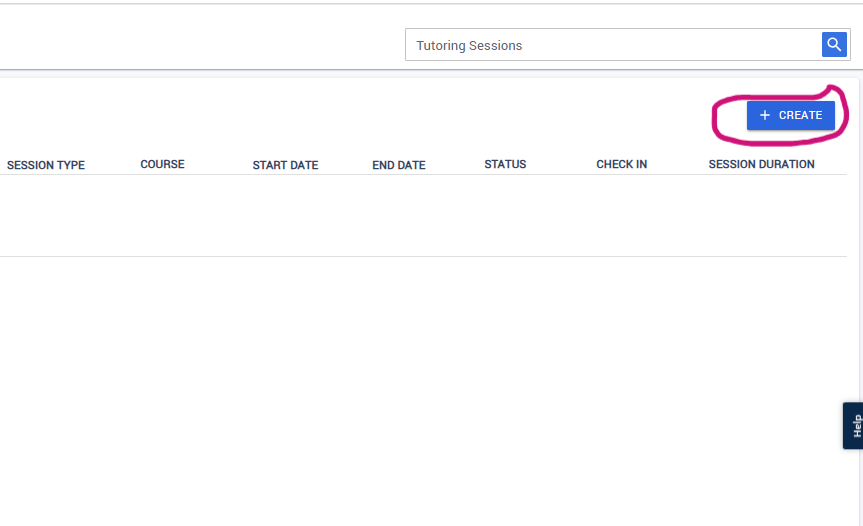 Tutoring Sessions
+ CREATE
SESSION TYPE COURSE START DATE END DATE STATUS CHECK IN SESSION DURATION
Help